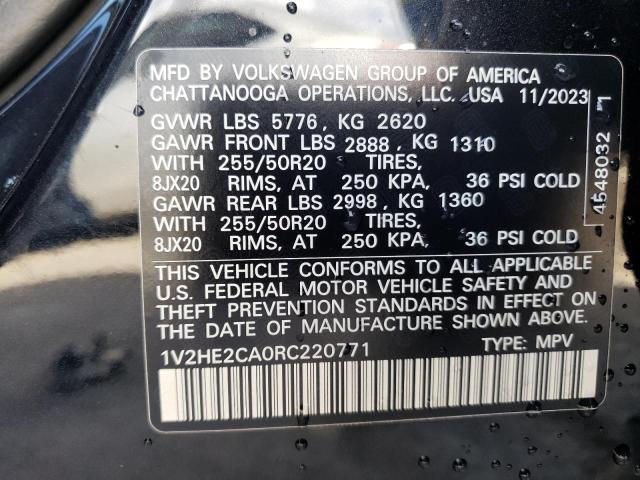 MFD BY VOLKSWAGEN GROUP OF AMERICA
CHATTANOOGA OPERATIONS, LLC. USA 11/2023
GVWR LBS 5776, KG 2620
GAWR FRONT LBS 2888, KG 1310
WITH 255/50R20 TIRES,
8JX20 RIMS, AT 250 KPA, 36 PSI COLD
GAWR REAR LBS 2998, KG 1360
WITH 255/50R20 TIRES,
8JX20 RIMS, AT 250 KPA, 36 PSI COLD
THIS VEHICLE CONFORMS TO ALL APPLICABLE
U.S. FEDERAL MOTOR VEHICLE SAFETY AND
THEFT PREVENTION STANDARDS IN EFFECT ON
THE DATE OF MANUFACTURE SHOWN ABOVE.
1V2HE2CA0RC220771 TYPE: MPV
4548032 1